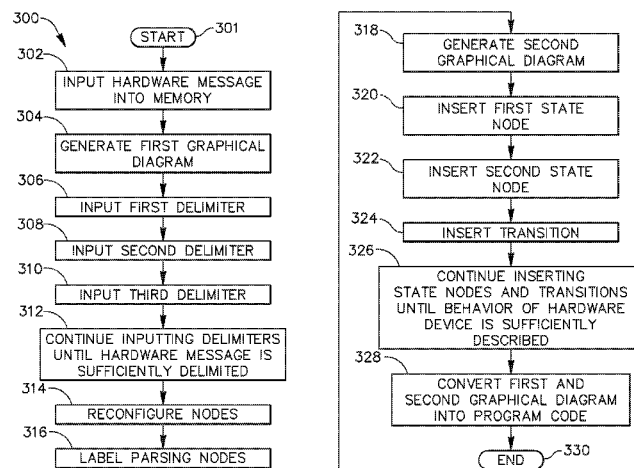 300
START
301
302
INPUT HARDWARE MESSAGE
INTO MEMORY
304
GENERATE FIRST GRAPHICAL
DIAGRAM
306
INPUT FIRST DELIMITER
308
INPUT SECOND DELIMITER
310
INPUT THIRD DELIMITER
312
CONTINUE INPUTTING DELIMITERS
UNTIL HARDWARE MESSAGE IS
SUFFICIENTLY DELIMITED
314
RECONFIGURE NODES
316
LABEL PARSING NODES
318
GENERATE SECOND
GRAPHICAL DIAGRAM
320
INSERT FIRST STATE
NODE
322
INSERT SECOND STATE
NODE
324
INSERT TRANSITION
326
CONTINUE INSERTING
STATE NODES AND TRANSITIONS
UNTIL BEHAVIOR OF HARDWARE
DEVICE IS SUFFICIENTLY
DESCRIBED
328
CONVERT FIRST AND
SECOND GRAPHICAL DIAGRAM
INTO PROGRAM CODE
END
330